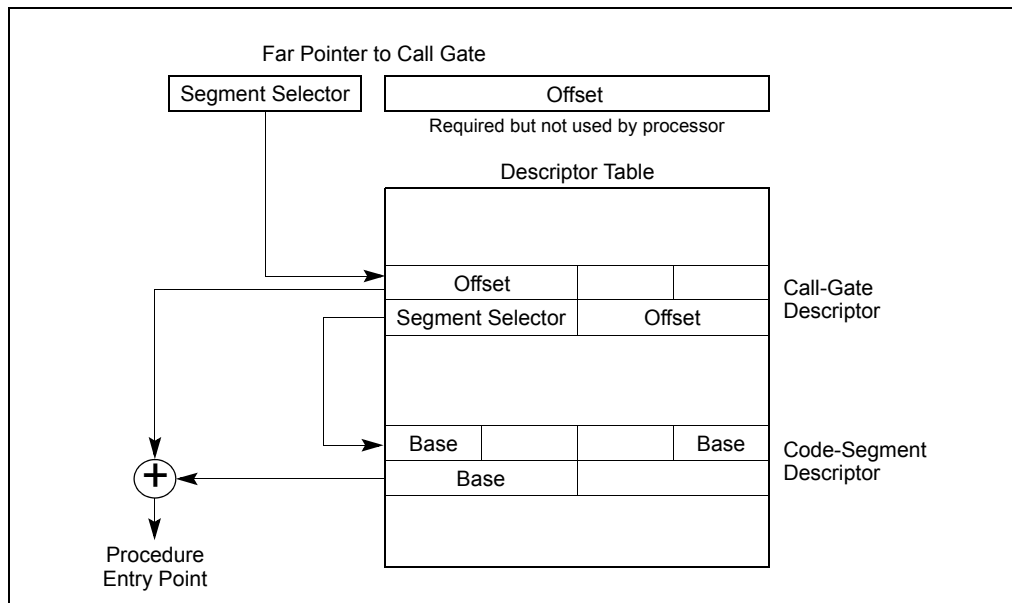 Far Pointer to Call Gate
Segment Selector
Offset
Required but not used by processor
Descriptor Table
Offset
Call-Gate
Descriptor
Segment Selector
Offset
Base
Base
Code-Segment
Descriptor
Base
+
Procedure
Entry Point